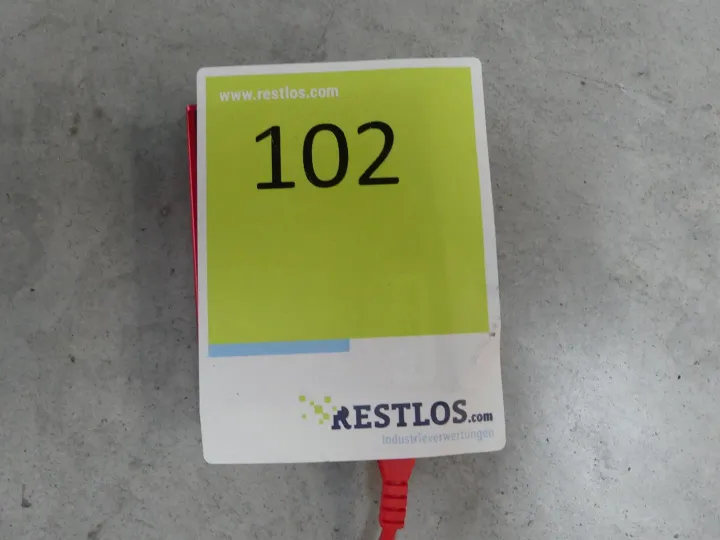 www.restlos.com
102
RESTLOS.com
Industrieverwertungen